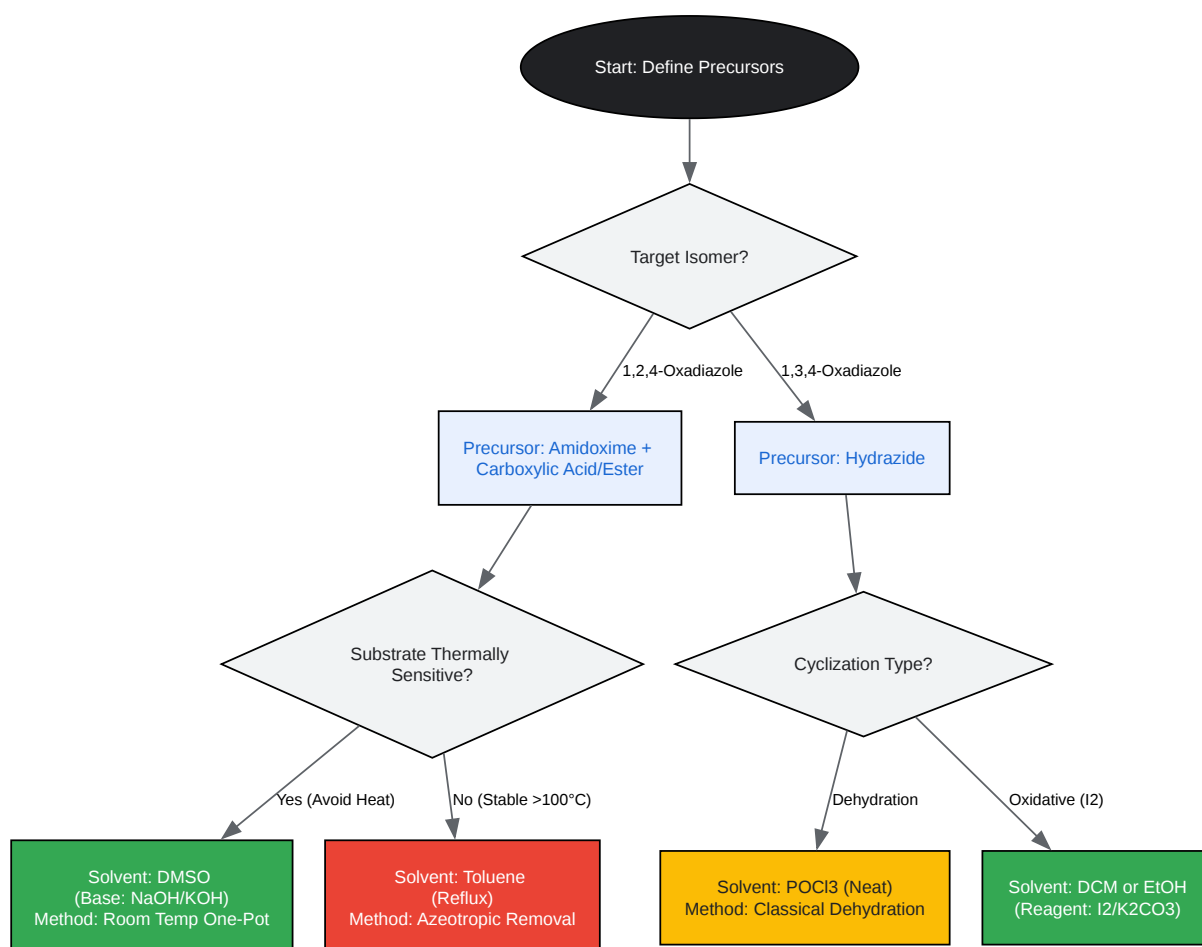 Start: Define Precursors
Target Isomer?
1,2,4-Oxadiazole
1,3,4-Oxadiazole
Precursor: Amidoxime +
Carboxylic Acid/Ester
Precursor: Hydrazide
Substrate Thermally
Sensitive?
Cyclization Type?
Yes (Avoid Heat)
No (Stable >100°C)
Dehydration
Oxidative (I2)
Solvent: DMSO
(Base: NaOH/KOH)
Method: Room Temp One-Pot
Solvent: Toluene
(Reflux)
Method: Azeotropic Removal
Solvent: POCl3 (Neat)
Method: Classical Dehydration
Solvent: DCM or EtOH
(Reagent: I2/K2CO3)